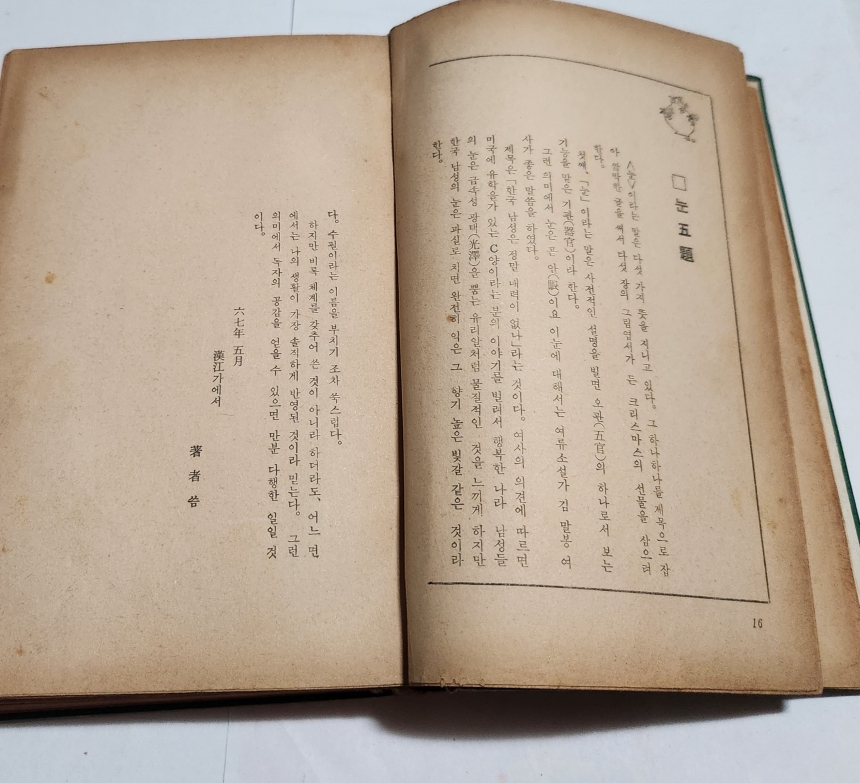 □ 눈五題
<눈>이라는 말은 다섯 가지 뜻을 지니고 있다. 그 하나하나를 제목으로 잡
아 깜박한 글을 써서 다섯 장의 그림엽서가 든 크리스마스의 선물을 삼으려
한다.
첫째, 「눈」이라는 말은 사전적인 설명을 빌면 오관(五官)의 하나로서 보는
기능을 맡은 기관(器官)이라 한다.
그런 의미에서 눈은 곧 안(眼)이요 이눈에 대해서는 여류소설가 김 말봉 여
사가 좋은 말씀을 하였다.
제목은 「한국 남성은 정말 매력이 없나」라는 것이다. 여사의 의견에 따르면
미국에 유학을가 있는 C양이라는 분의 이야기를 빌려서 행복한 나라 남성들
의 눈은 금속성 광택(光澤)을 뿜는 유리알처럼 물질적인 것을 느끼게 하지만
한국 남성의 눈은 과실로 치면 완전히 익은 그 향기 높은 빛깔 같은 것이라
한다.
16
다. 수필이라는 이름을 부치기 조차 쑥스럽다.
하지만 비록 체계를 갖추어 쓴 것이 아니라 하더라도, 어느 면
에서는 나의 생활이 가장 솔직하게 반영된 것이라 믿는다. 그런
의미에서 독자의 공감을 얻을 수 있으면 만분 다행한 일일 것
이다.
六七年 五月
漢江가에서
著者 씀